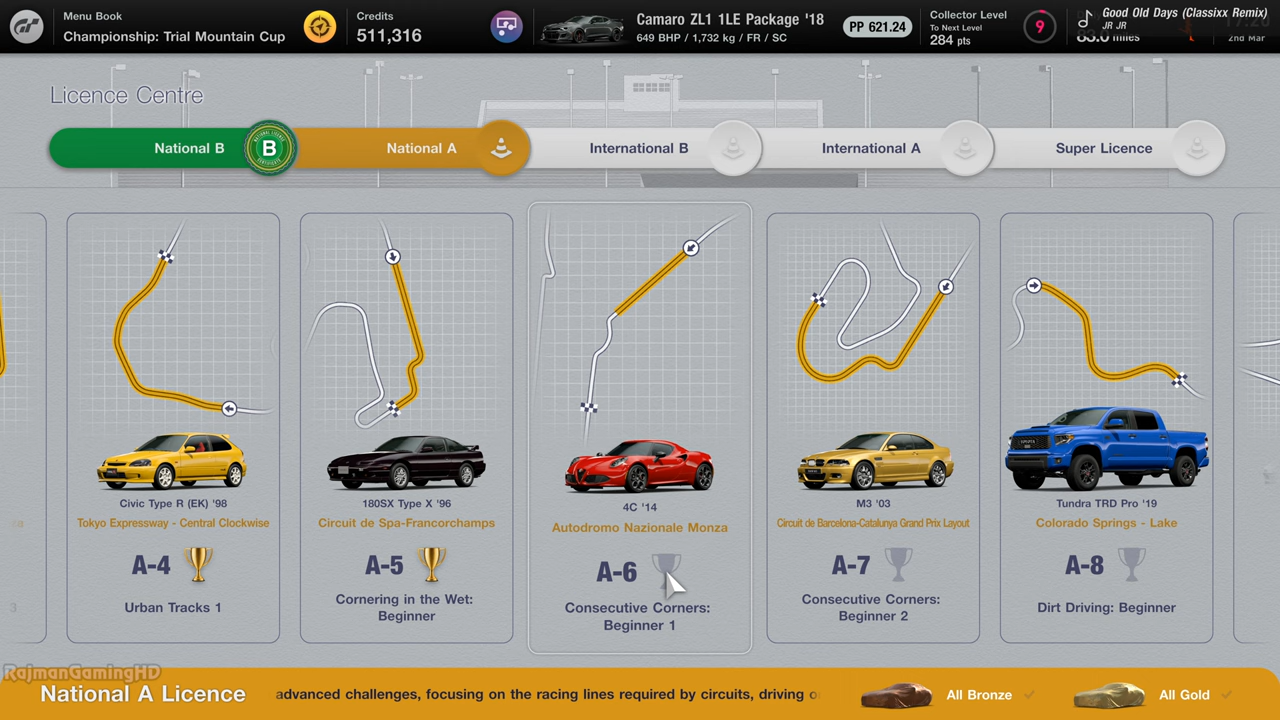 Menu Book
Championship: Trial Mountain Cup
Credits
511,316
Camaro ZL1 1LE Package '18
649 BHP / 1,732 kg / FR / SC
PP 621.24
Collector Level
To Next Level
284 pts
9
Good Old Days (Classixx Remix)
JR JR
83.0 miles
2nd Mar
Licence Centre
National B
B
National A
International B
International A
Super Licence
Civic Type R (EK) '98
Tokyo Expressway - Central Clockwise
A-4
Urban Tracks 1
180SX Type X '96
Circuit de Spa-Francorchamps
A-5
Cornering in the Wet:
Beginner
4C '14
Autodromo Nazionale Monza
A-6
Consecutive Corners:
Beginner 1
M3 '03
Circuit de Barcelona-Catalunya Grand Prix Layout
A-7
Consecutive Corners:
Beginner 2
Tundra TRD Pro '19
Colorado Springs - Lake
A-8
Dirt Driving: Beginner
3
RajmanGamingHD
National A Licence
advanced challenges, focusing on the racing lines required by circuits, driving o
All Bronze
All Gold